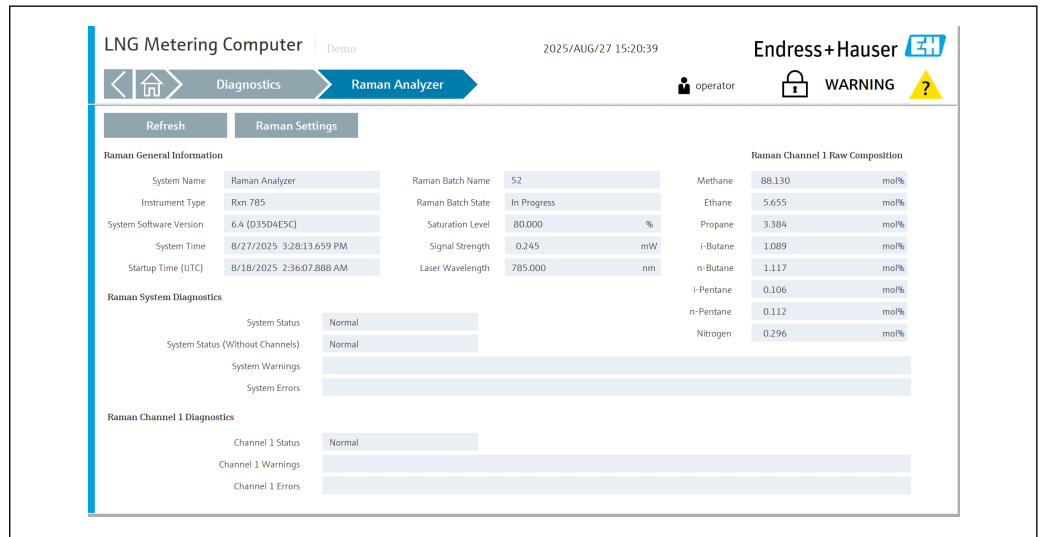 LNG Metering Computer
Demo
2025/AUG/27 15:20:39
Endress+Hauser EH
Diagnostics
Raman Analyzer
operator
WARNING
?
Refresh
Raman Settings
Raman General Information
System Name Raman Analyzer
Instrument Type Rxn 785
System Software Version 6.4 (D35D4E5C)
System Time 8/27/2025 3:28:13.659 PM
Startup Time (UTC) 8/18/2025 2:36:07.888 AM
Raman Batch Name 52
Raman Batch State In Progress
Saturation Level 80.000 %
Signal Strength 0.245 mW
Laser Wavelength 785.000 nm
Raman Channel 1 Raw Composition
Methane 88.130 mol%
Ethane 5.655 mol%
Propane 3.384 mol%
i-Butane 1.089 mol%
n-Butane 1.117 mol%
i-Pentane 0.106 mol%
n-Pentane 0.112 mol%
Nitrogen 0.296 mol%
Raman System Diagnostics
System Status Normal
System Status (Without Channels) Normal
System Warnings
System Errors
Raman Channel 1 Diagnostics
Channel 1 Status Normal
Channel 1 Warnings
Channel 1 Errors